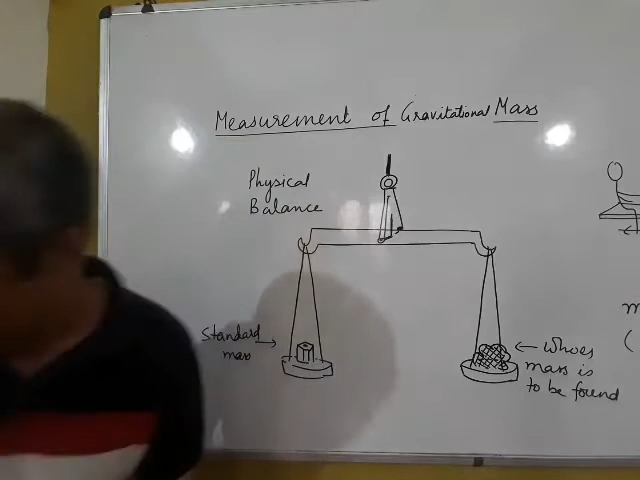 Measurement of Gravitational Mass
Physical
Balance
Standard
mass
Whoes
mass is
to be found
m
(